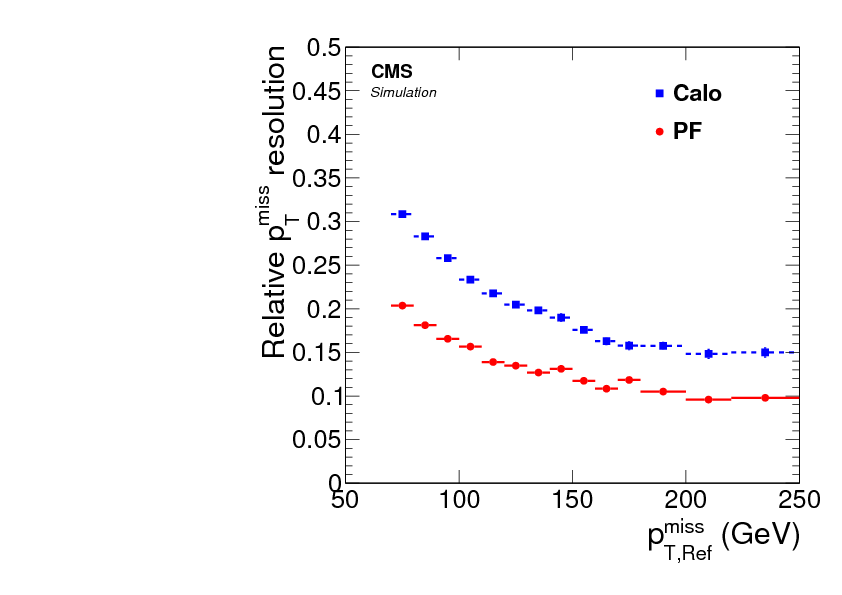 Relative p_T^miss resolution
0.5
0.45
0.4
0.35
0.3
0.25
0.2
0.15
0.1
0.05
0
CMS
Simulation
Calo
PF
50 100 150 200 250
p_T,Ref^miss (GeV)